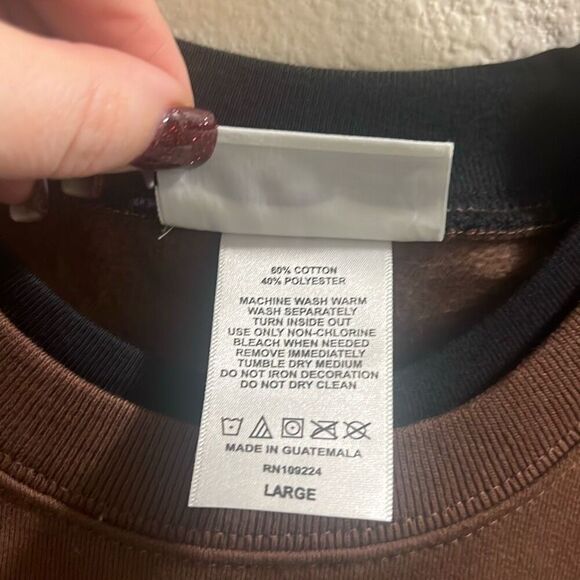 60% COTTON
40% POLYESTER
MACHINE WASH WARM
WASH SEPARATELY
TURN INSIDE OUT
USE ONLY NON-CHLORINE
BLEACH WHEN NEEDED
REMOVE IMMEDIATELY
TUMBLE DRY MEDIUM
DO NOT IRON DECORATION
DO NOT DRY CLEAN
MADE IN GUATEMALA
RN109224
LARGE